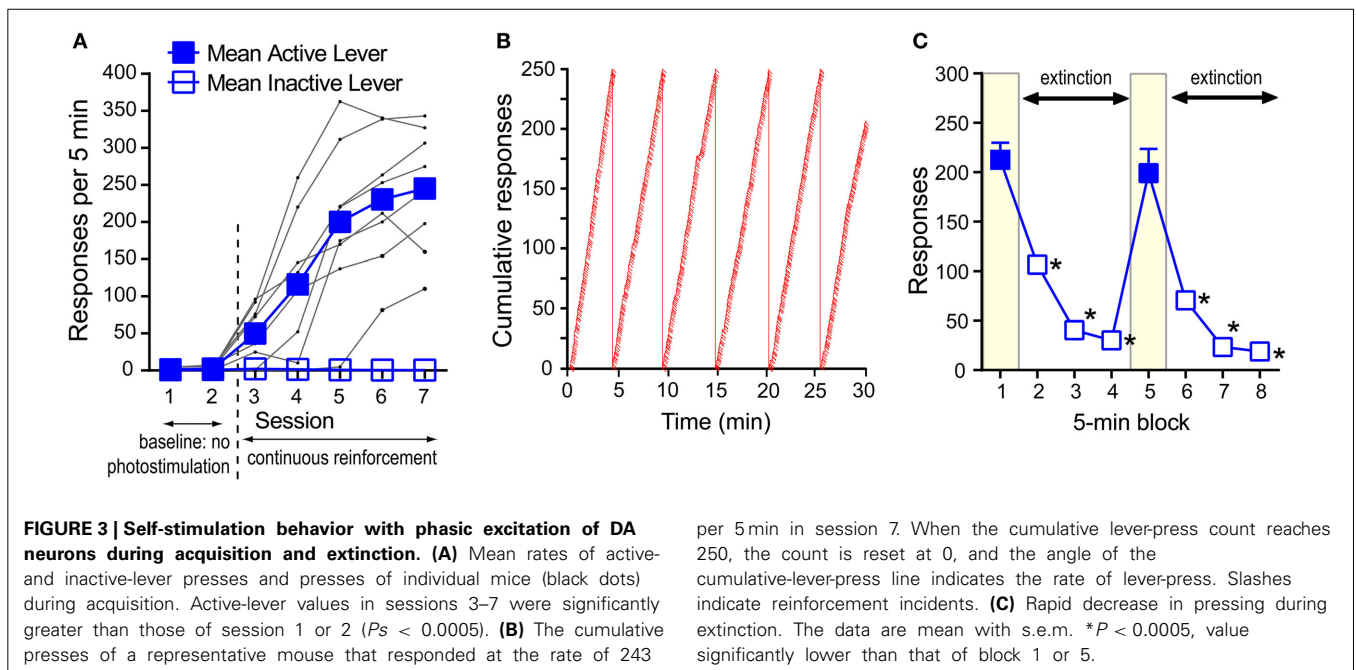 A
Mean Active Lever
Mean Inactive Lever
Responses per 5 min
400
350
300
250
200
150
100
50
0
1 2 3 4 5 6 7
Session
baseline: no
photostimulation
continuous reinforcement
B
Cumulative responses
250
200
150
100
50
0
0 5 10 15 20 25 30
Time (min)
C
extinction extinction
Responses
300
250
200
150
100
50
0
* * * * * *
1 2 3 4 5 6 7 8
5-min block
FIGURE 3 | Self-stimulation behavior with phasic excitation of DA
neurons during acquisition and extinction. (A) Mean rates of active-
and inactive-lever presses and presses of individual mice (black dots)
during acquisition. Active-lever values in sessions 3–7 were significantly
greater than those of session 1 or 2 (Ps < 0.0005). (B) The cumulative
presses of a representative mouse that responded at the rate of 243
per 5 min in session 7. When the cumulative lever-press count reaches
250, the count is reset at 0, and the angle of the
cumulative-lever-press line indicates the rate of lever-press. Slashes
indicate reinforcement incidents. (C) Rapid decrease in pressing during
extinction. The data are mean with s.e.m. *P < 0.0005, value
significantly lower than that of block 1 or 5.